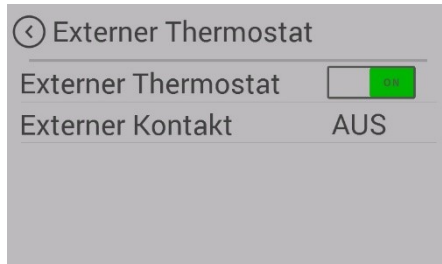 Externer Thermostat
Externer Thermostat ON
Externer Kontakt AUS